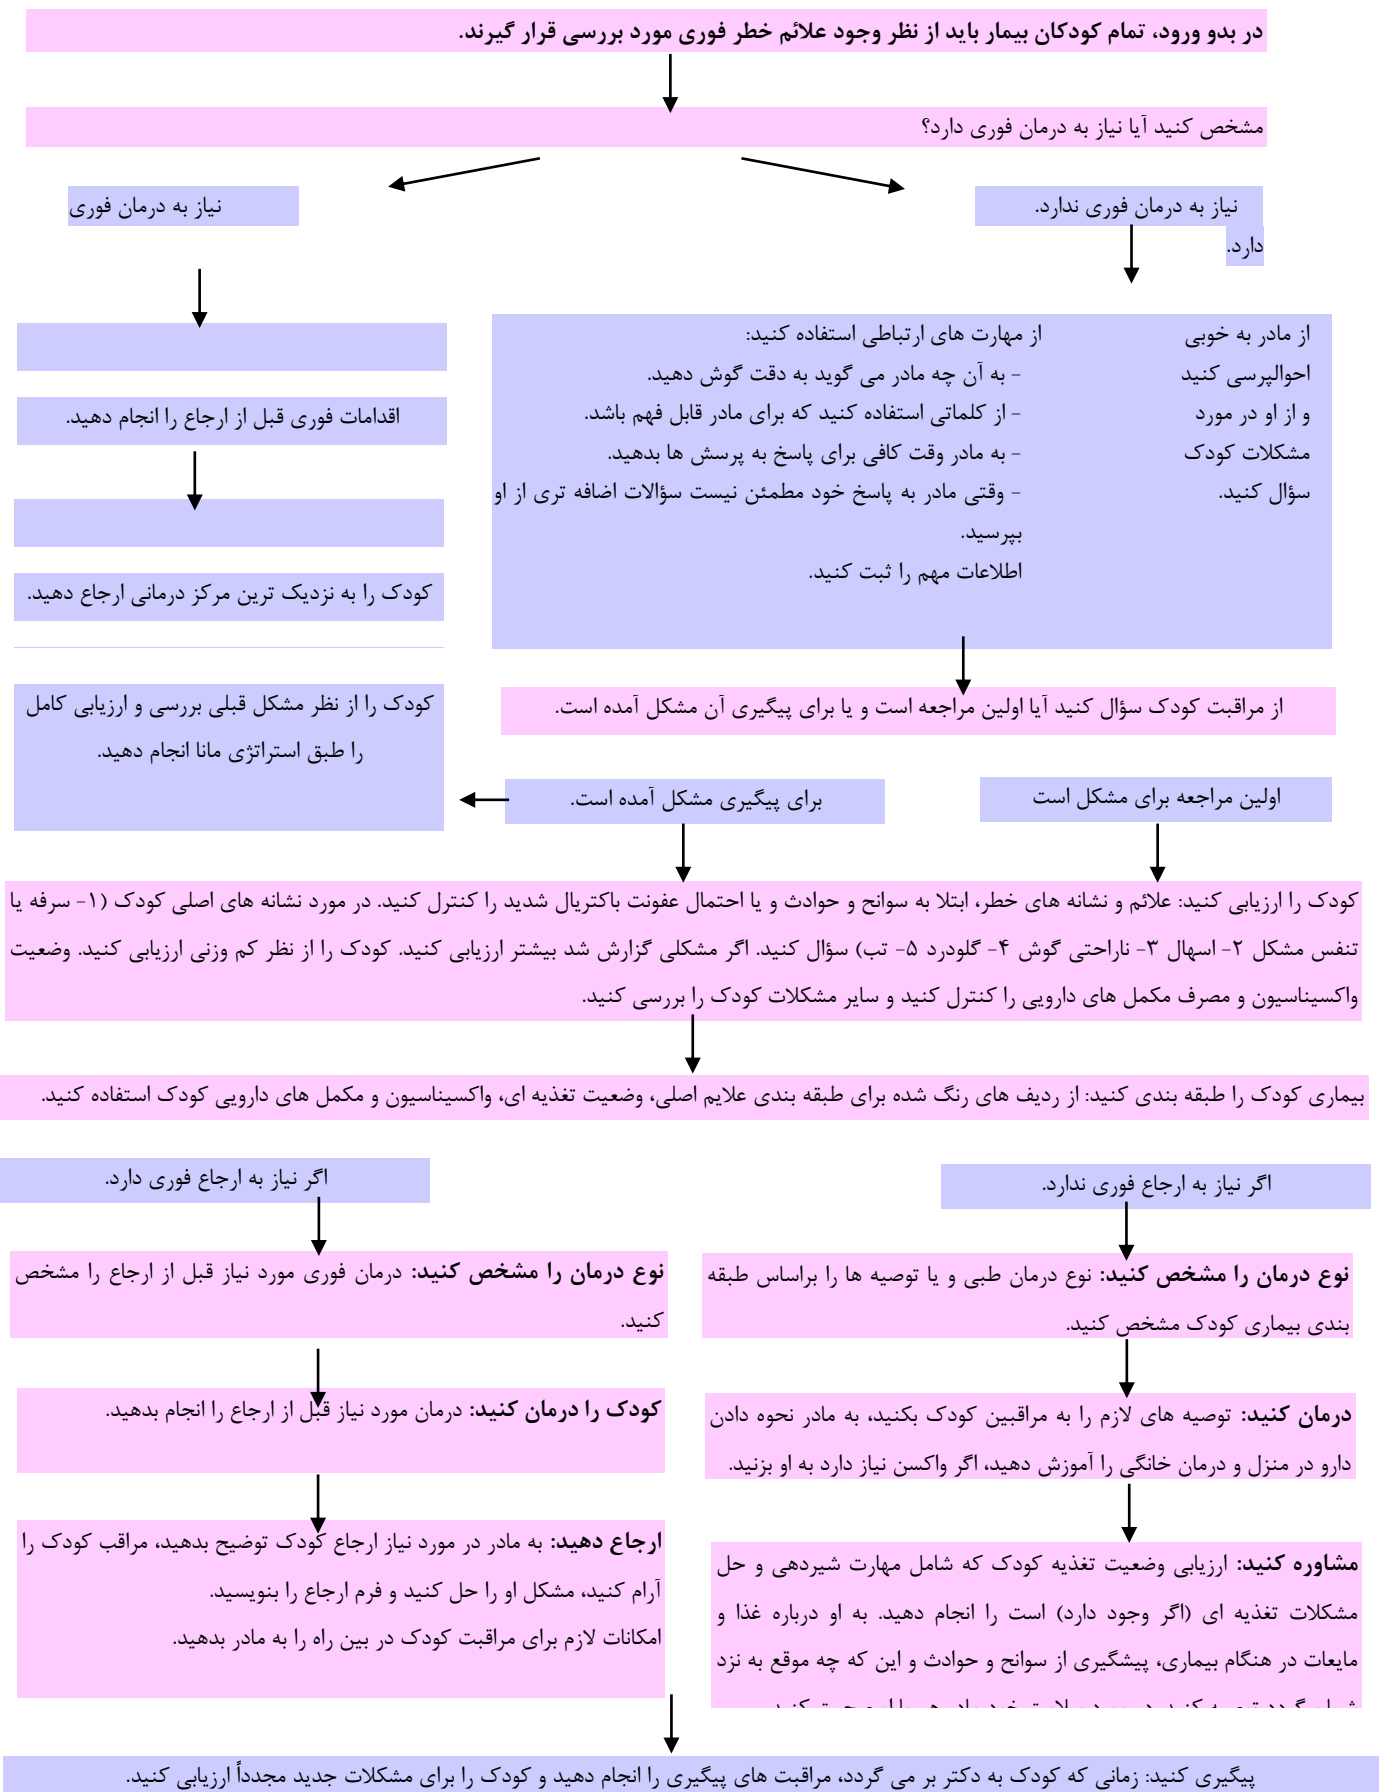 در بدو ورود، تمام کودکان بیمار باید از نظر وجود علائم خطر فوری مورد بررسی قرار گیرند.
مشخص کنید آیا نیاز به درمان فوری دارد؟
نیاز به درمان فوری ندارد.
نیاز به درمان فوری
دارد.
از مادر به خوبی
احوالپرسی کنید
و از او در مورد
مشکلات کودک
سؤال کنید.
از مهارت های ارتباطی استفاده کنید:
- به آن چه مادر می گوید به دقت گوش دهید.
- از کلماتی استفاده کنید که برای مادر قابل فهم باشد.
- به مادر وقت کافی برای پاسخ به پرسش ها بدهید.
- وقتی مادر به پاسخ خود مطمئن نیست سؤالات اضافه تری از او
بپرسید.
اطلاعات مهم را ثبت کنید.
اقدامات فوری قبل از ارجاع را انجام دهید.
کودک را به نزدیک ترین مرکز درمانی ارجاع دهید.
از مراقبت کودک سؤال کنید آیا اولین مراجعه است و یا برای پیگیری آن مشکل آمده است.
کودک را از نظر مشکل قبلی بررسی و ارزیابی کامل
را طبق استراتژی مانا انجام دهید.
اولین مراجعه برای مشکل است
برای پیگیری مشکل آمده است.
کودک را ارزیابی کنید: علائم و نشانه های خطر، ابتلا به سوانح و حوادث و یا احتمال عفونت باکتریال شدید را کنترل کنید. در مورد نشانه های اصلی کودک (۱- سرفه یا
تنفس مشکل ۲- اسهال ۳- ناراحتی گوش ۴- گلودرد ۵- تب) سؤال کنید. اگر مشکلی گزارش شد بیشتر ارزیابی کنید. کودک را از نظر کم وزنی ارزیابی کنید. وضعیت
واکسیناسیون و مصرف مکمل های دارویی را کنترل کنید و سایر مشکلات کودک را بررسی کنید.
بیماری کودک را طبقه بندی کنید: از ردیف های رنگ شده برای طبقه بندی علایم اصلی، وضعیت تغذیه ای، واکسیناسیون و مکمل های دارویی کودک استفاده کنید.
اگر نیاز به ارجاع فوری ندارد.
اگر نیاز به ارجاع فوری دارد.
نوع درمان را مشخص کنید: نوع درمان طبی و یا توصیه ها را براساس طبقه
بندی بیماری کودک مشخص کنید.
نوع درمان را مشخص کنید: درمان فوری مورد نیاز قبل از ارجاع را مشخص
کنید.
درمان کنید: توصیه های لازم را به مراقبین کودک بکنید، به مادر نحوه دادن
دارو در منزل و درمان خانگی را آموزش دهید، اگر واکسن نیاز دارد به او بزنید.
کودک را درمان کنید: درمان مورد نیاز قبل از ارجاع را انجام بدهید.
مشاوره کنید: ارزیابی وضعیت تغذیه کودک که شامل مهارت شیردهی و حل
مشکلات تغذیه ای (اگر وجود دارد) است را انجام دهید. به او درباره غذا و
مایعات در هنگام بیماری، پیشگیری از سوانح و حوادث و این که چه موقع به نزد
ارجاع دهید: به مادر در مورد نیاز ارجاع کودک توضیح بدهید، مراقب کودک را
آرام کنید، مشکل او را حل کنید و فرم ارجاع را بنویسید.
امکانات لازم برای مراقبت کودک در بین راه را به مادر بدهید.
پیگیری کنید: زمانی که کودک به دکتر بر می گردد، مراقبت های پیگیری را انجام دهید و کودک را برای مشکلات جدید مجدداً ارزیابی کنید.